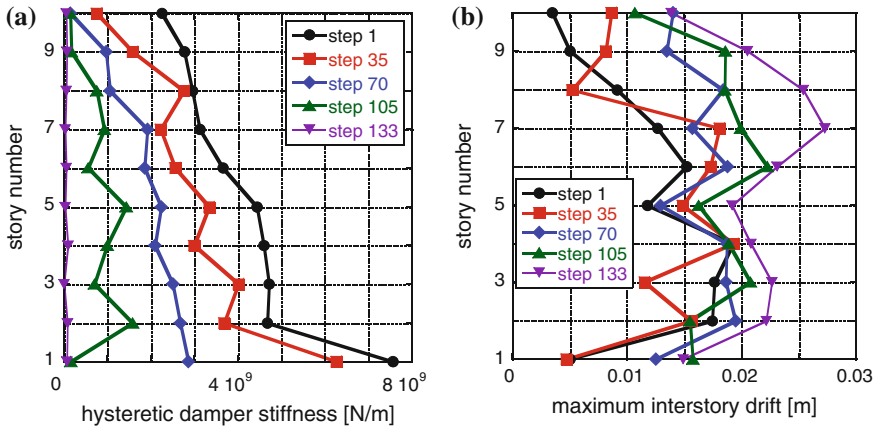 (a)
story number
9
7
5
3
1
step 1
step 35
step 70
step 105
step 133
0
4 10⁹
8 10⁹
hysteretic damper stiffness [N/m]
(b)
story number
9
7
5
3
1
step 1
step 35
step 70
step 105
step 133
0
0.01
0.02
0.03
maximum interstory drift [m]